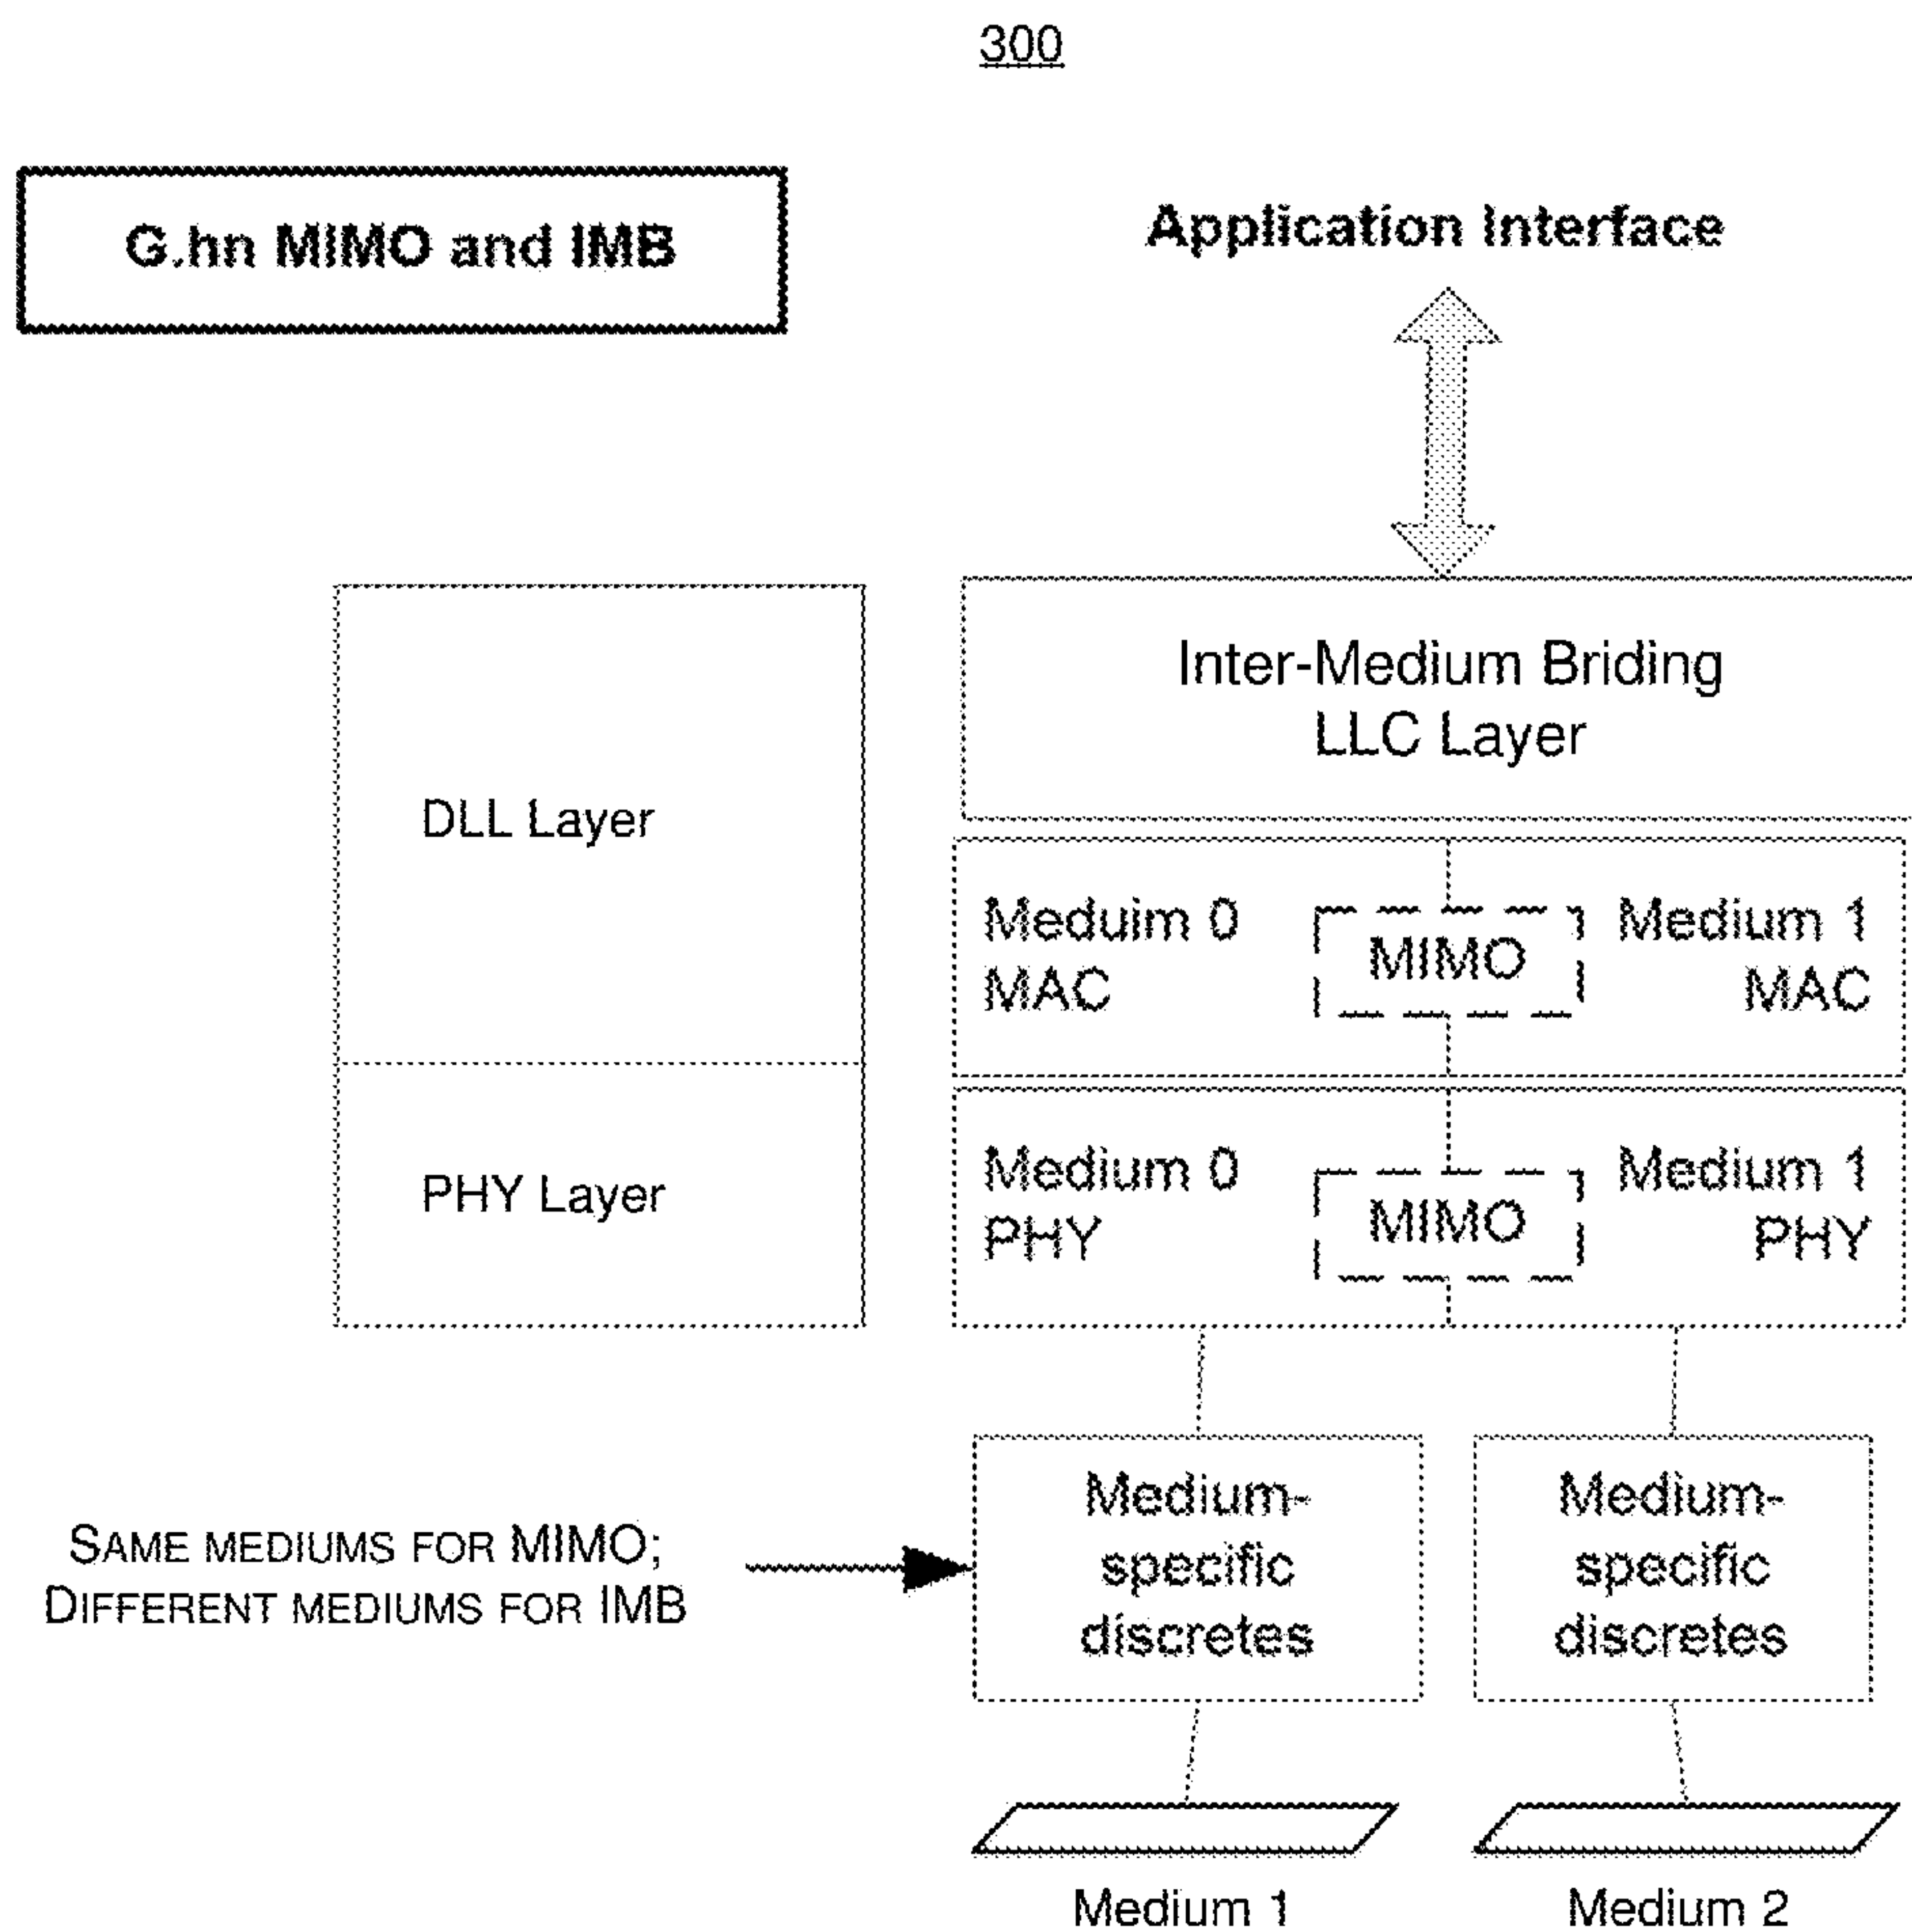 300
G.hn MIMO and IMB
Application Interface
Inter-Medium Briding
LLC Layer
DLL Layer
Meduim 0
MAC
MIMO
Medium 1
MAC
PHY Layer
Medium 0
PHY
MIMO
Medium 1
PHY
SAME MEDIUMS FOR MIMO;
DIFFERENT MEDIUMS FOR IMB
Medium-
specific
discretes
Medium-
specific
discretes
Medium 1
Medium 2